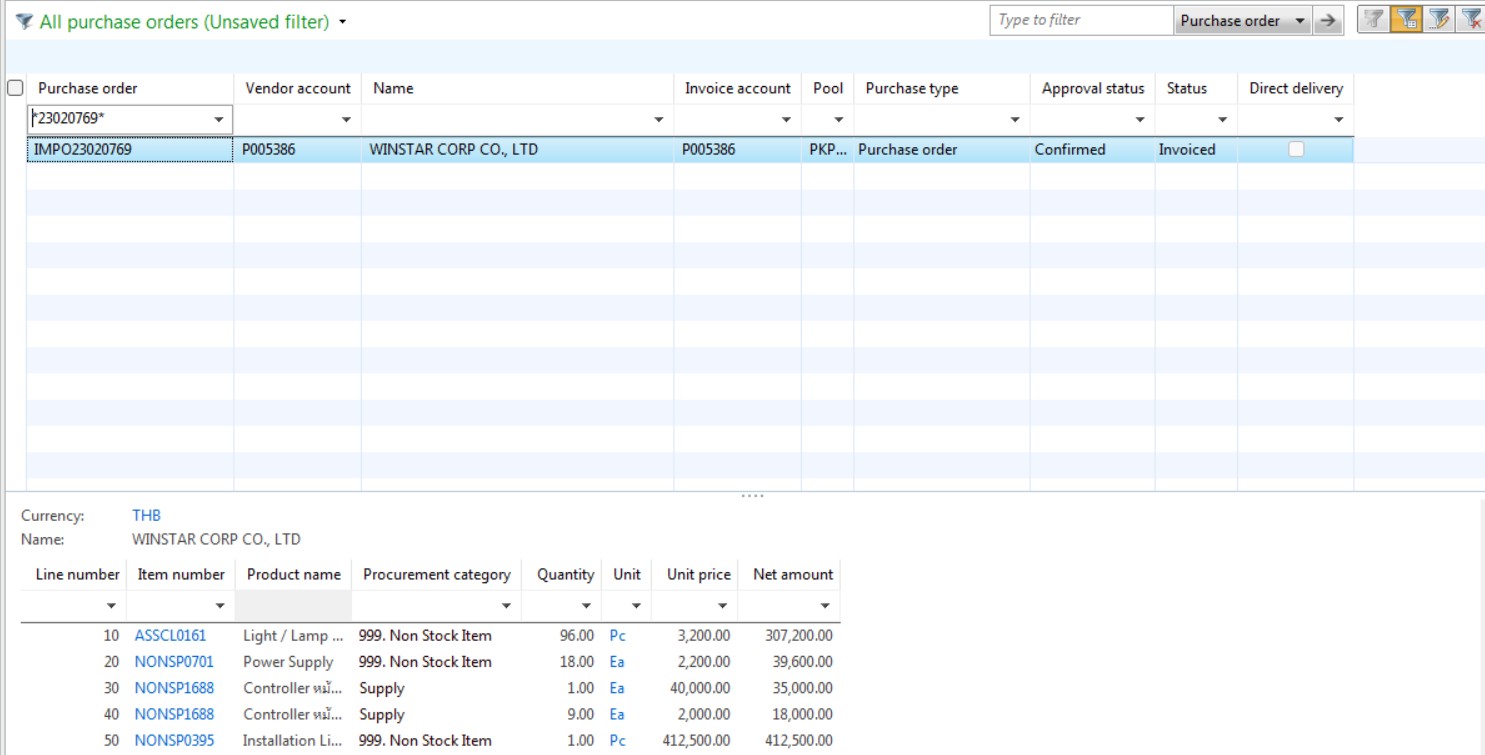 All purchase orders (Unsaved filter)
Type to filter Purchase order
Purchase order Vendor account Name Invoice account Pool Purchase type Approval status Status Direct delivery
*23020769*
IMPO23020769 P005386 WINSTAR CORP CO., LTD P005386 PKP... Purchase order Confirmed Invoiced
Currency: THB
Name: WINSTAR CORP CO., LTD
Line number Item number Product name Procurement category Quantity Unit Unit price Net amount
10 ASSCL0161 Light / Lamp ... 999. Non Stock Item 96.00 Pc 3,200.00 307,200.00
20 NONSP0701 Power Supply 999. Non Stock Item 18.00 Ea 2,200.00 39,600.00
30 NONSP1688 Controller หม้... Supply 1.00 Ea 40,000.00 35,000.00
40 NONSP1688 Controller หม้... Supply 9.00 Ea 2,000.00 18,000.00
50 NONSP0395 Installation Li... 999. Non Stock Item 1.00 Pc 412,500.00 412,500.00